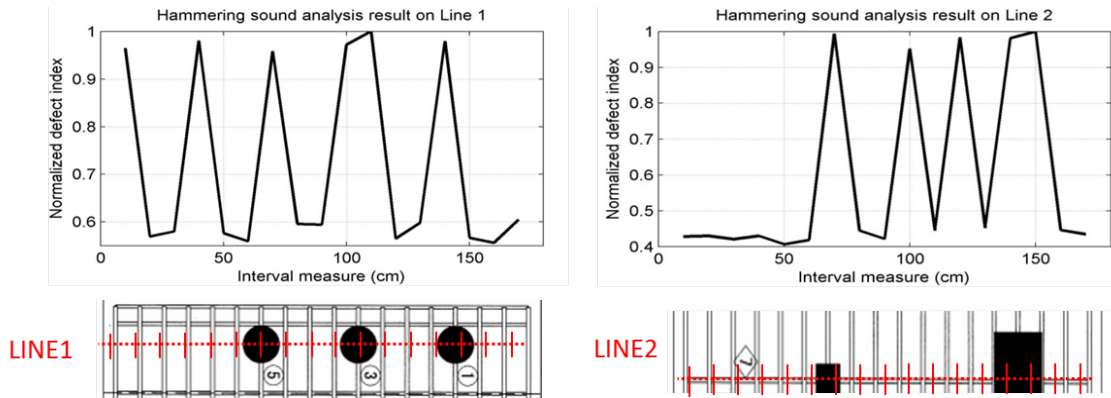 Hammering sound analysis result on Line 1
1
0.9
0.8
0.7
0.6
Normalized defect index
0 50 100 150
Interval measure (cm)
Hammering sound analysis result on Line 2
1
0.9
0.8
0.7
0.6
0.5
0.4
Normalized defect index
0 50 100 150
Interval measure (cm)
LINE1
5 3 1
LINE2
7